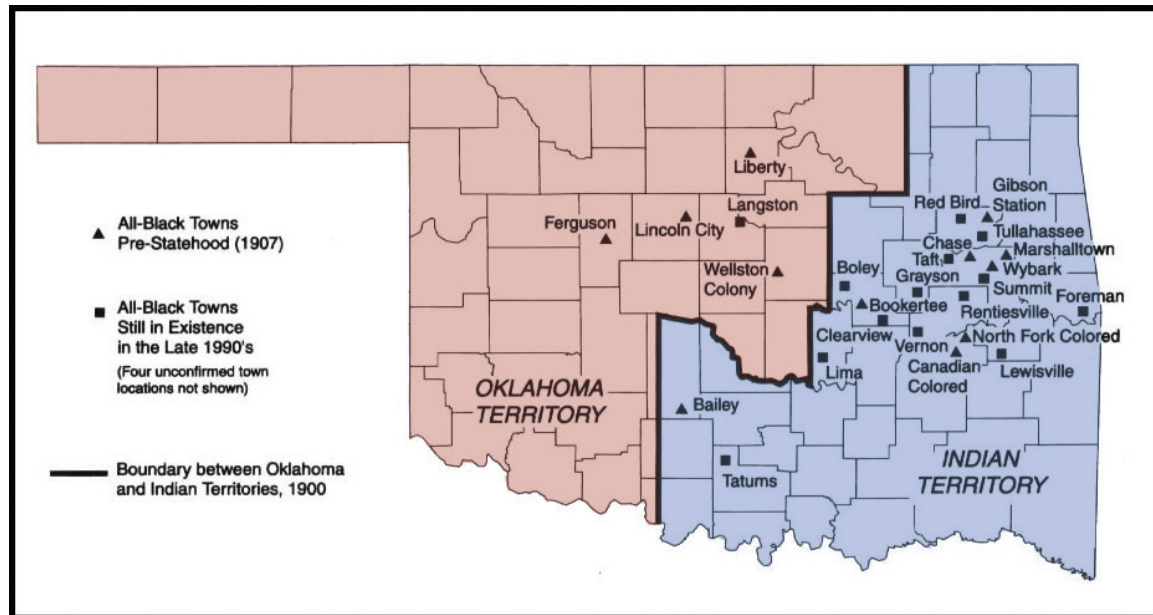 Liberty
Langston
Ferguson
Lincoln City
Wellston
Colony
Red Bird
Gibson
Station
Tullahassee
Chase
Marshalltown
Taft
Wybark
Boley
Grayson
Summit
Foreman
Bookertee
Rentiesville
Clearview
Vernon
North Fork Colored
Lima
Canadian
Colored
Lewisville
Bailey
Tatums
OKLAHOMA
TERRITORY
INDIAN
TERRITORY
All-Black Towns
Pre-Statehood (1907)
All-Black Towns
Still in Existence
in the Late 1990's
(Four unconfirmed town
locations not shown)
Boundary between Oklahoma
and Indian Territories, 1900